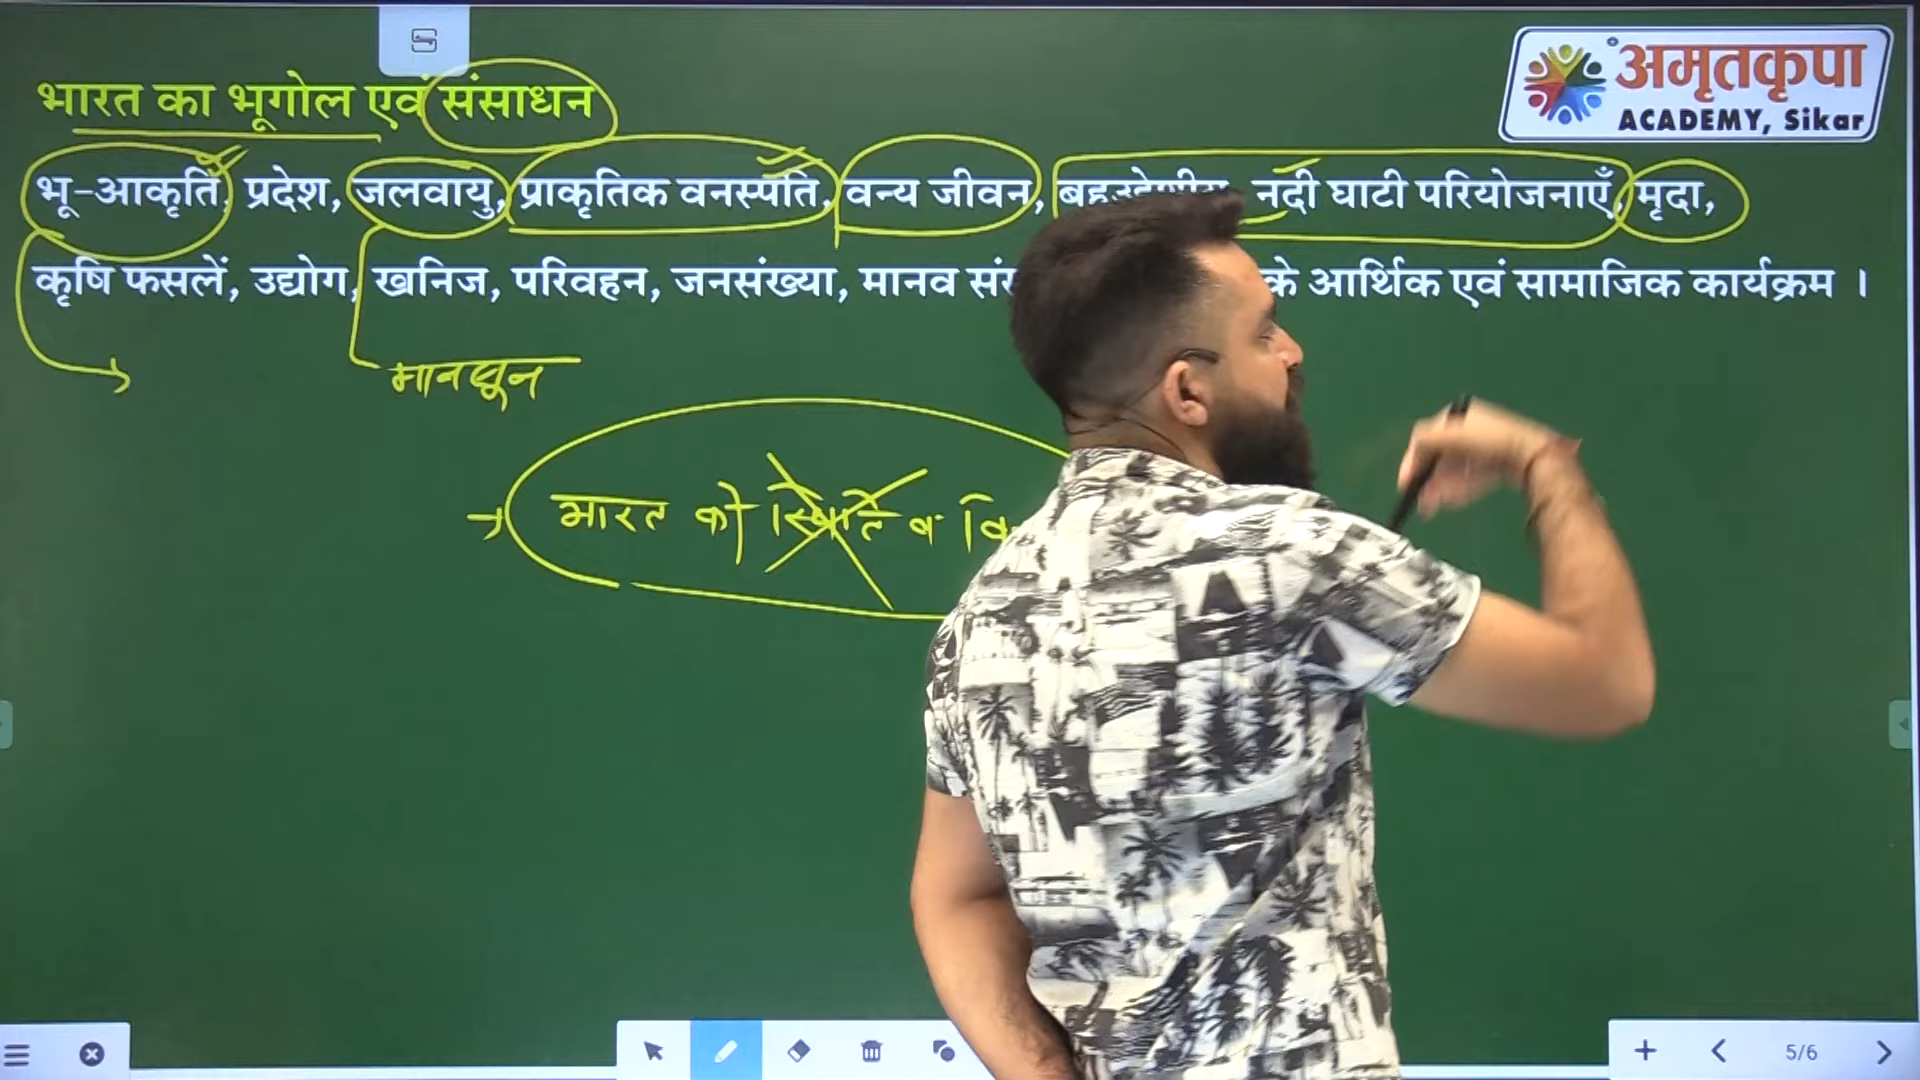 अमृतकृपा
ACADEMY, Sikar
भारत का भूगोल एवं संसाधन
भू-आकृति, प्रदेश, जलवायु, प्राकृतिक वनस्पति, वन्य जीवन, नदी घाटी परियोजनाएँ, मृदा,
कृषि फसलें, उद्योग, खनिज, परिवहन, जनसंख्या, मानव के आर्थिक एवं सामाजिक कार्यक्रम ।
मानसून
भारत की स्थिति व
5/6